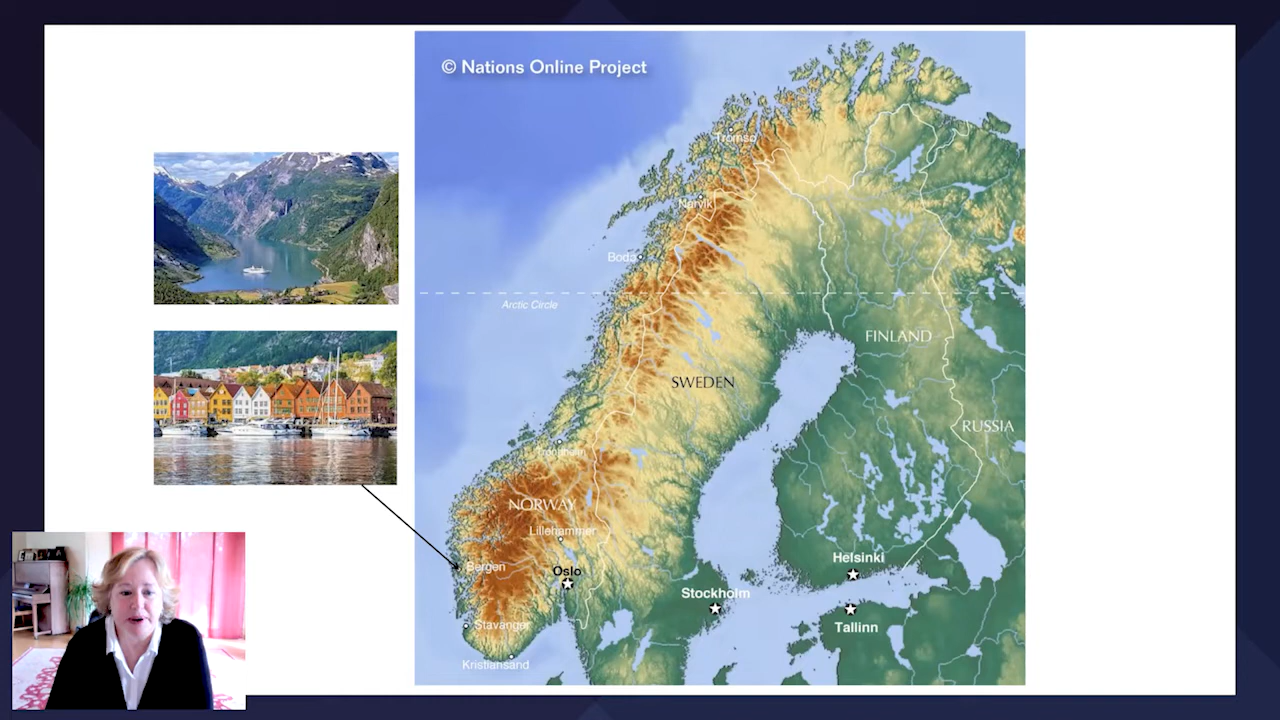 © Nations Online Project
Tromsø
Narvik
Bodø
Arctic Circle
FINLAND
SWEDEN
RUSSIA
Trondheim
NORWAY
Lillehammer
Helsinki
Bergen
Oslo
Stockholm
Stavanger
Tallinn
Kristiansand